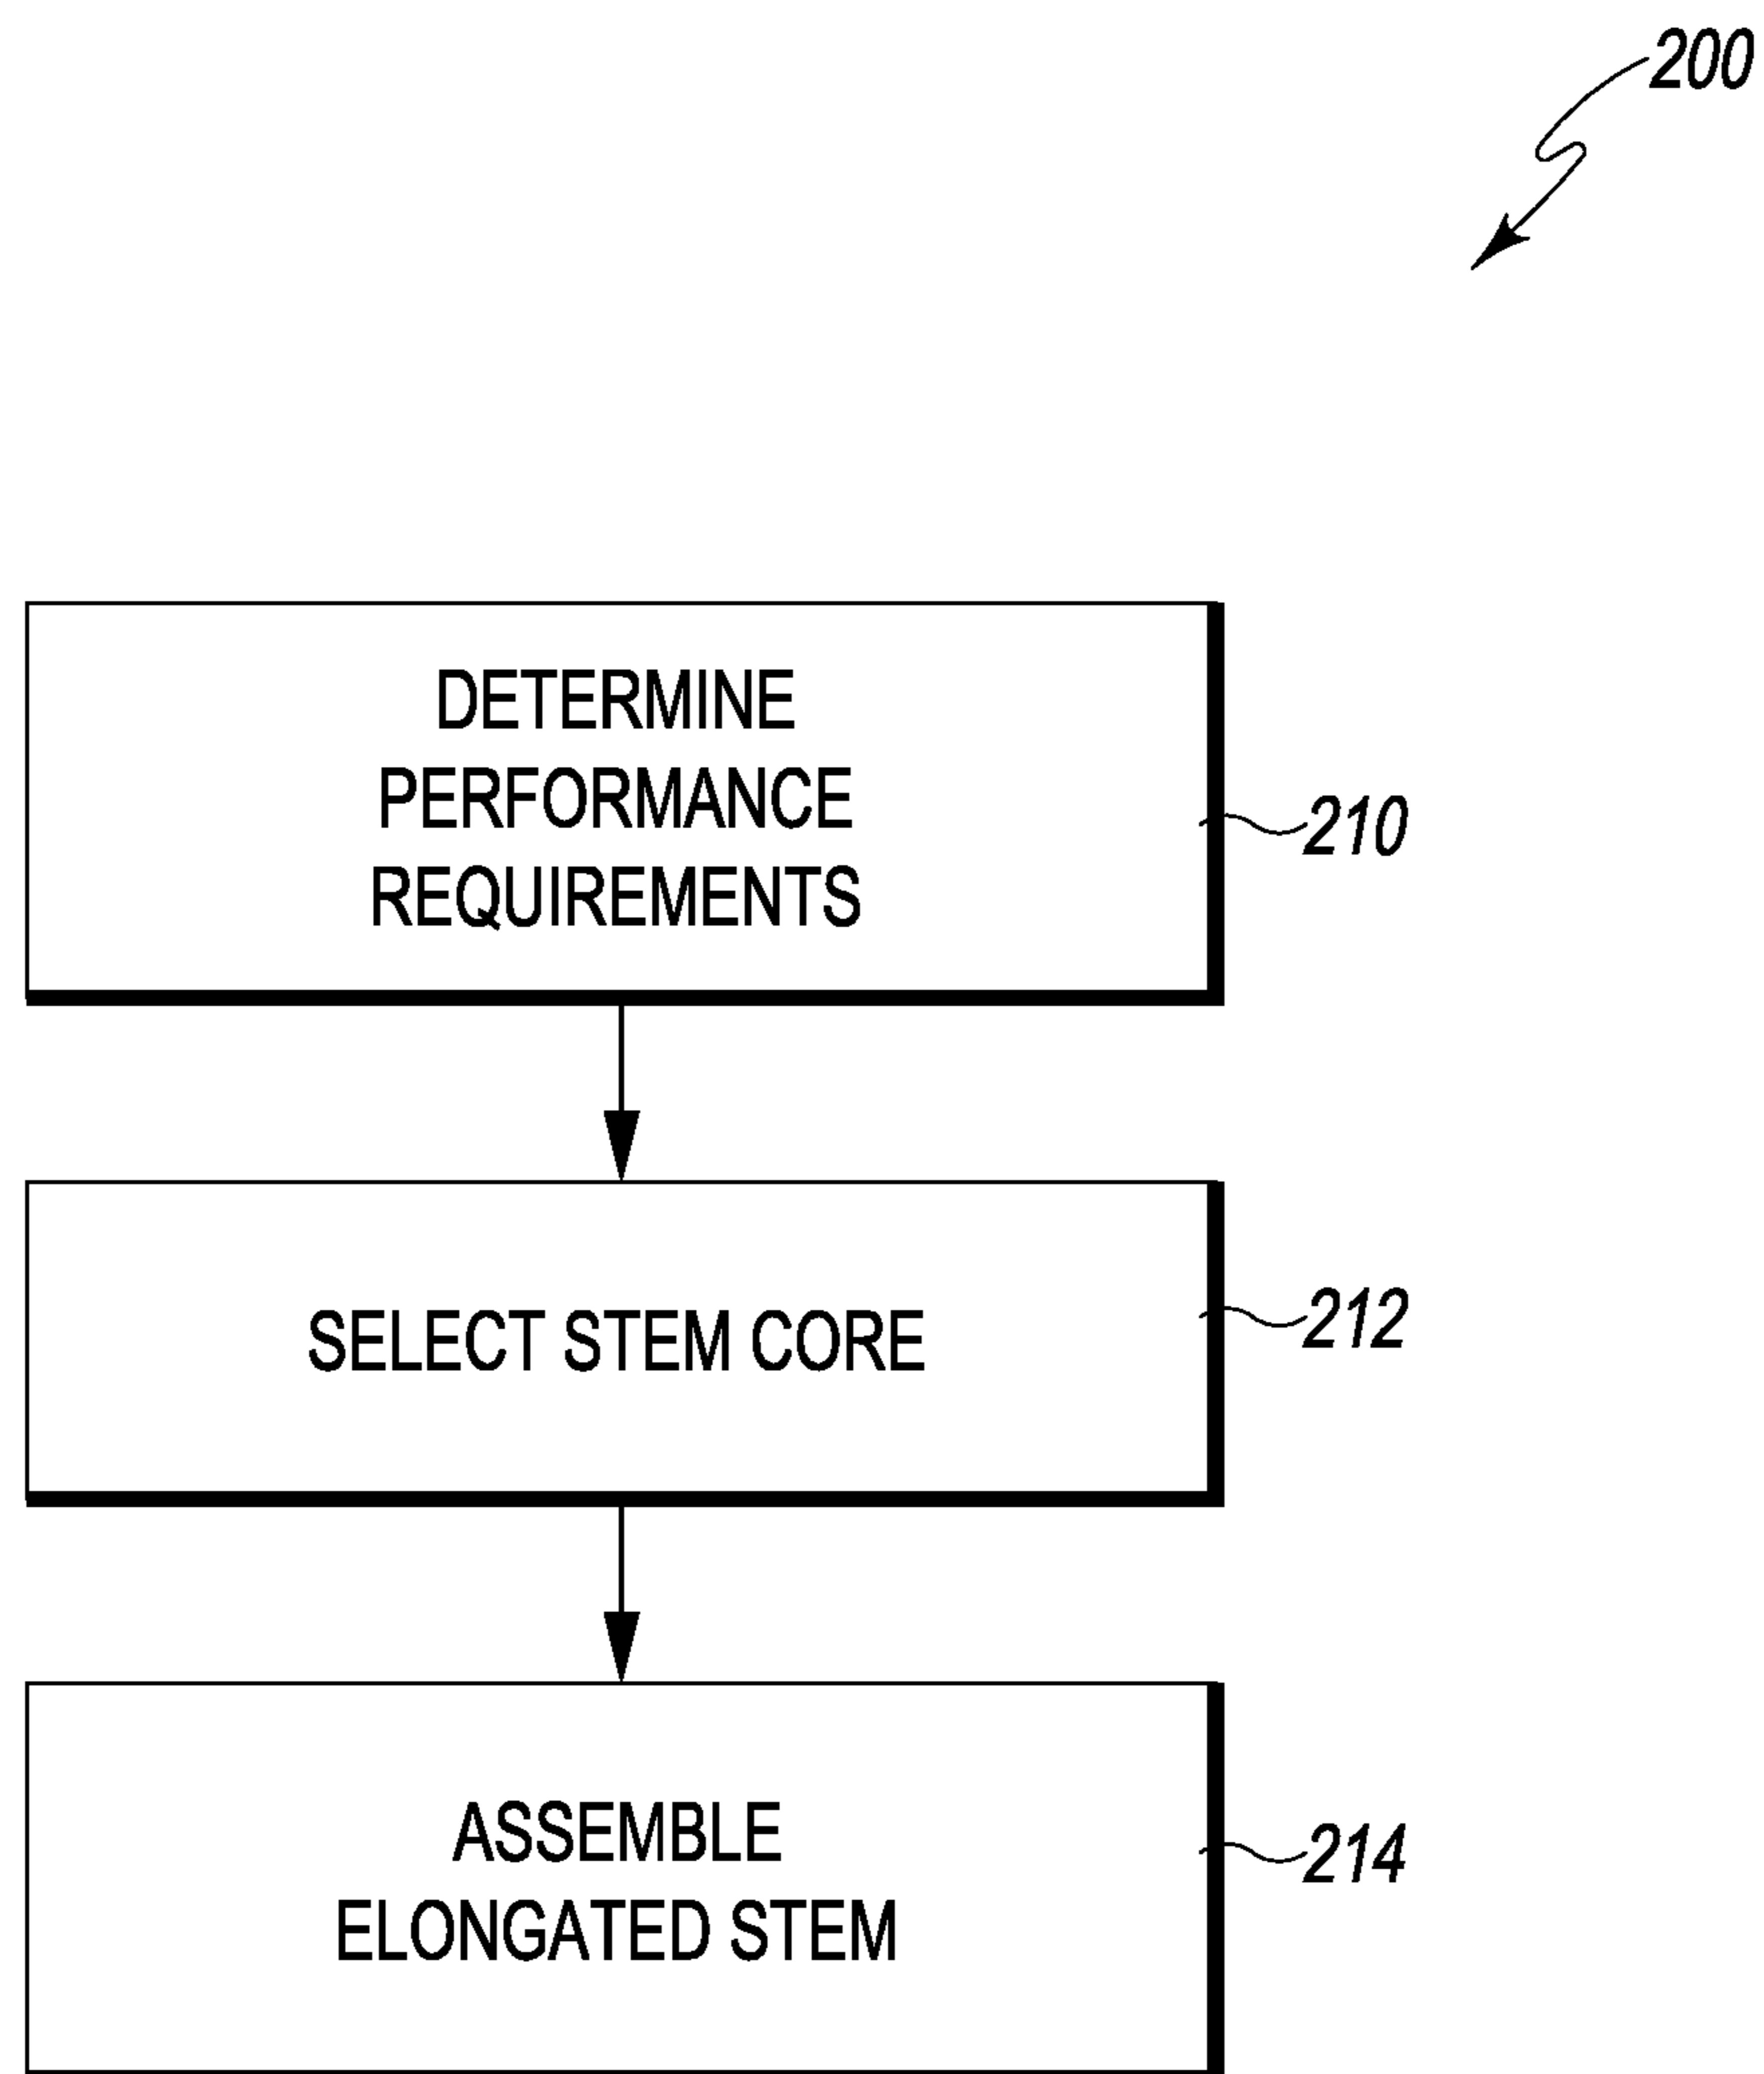 200
DETERMINE
PERFORMANCE
REQUIREMENTS
210
SELECT STEM CORE
212
ASSEMBLE
ELONGATED STEM
214